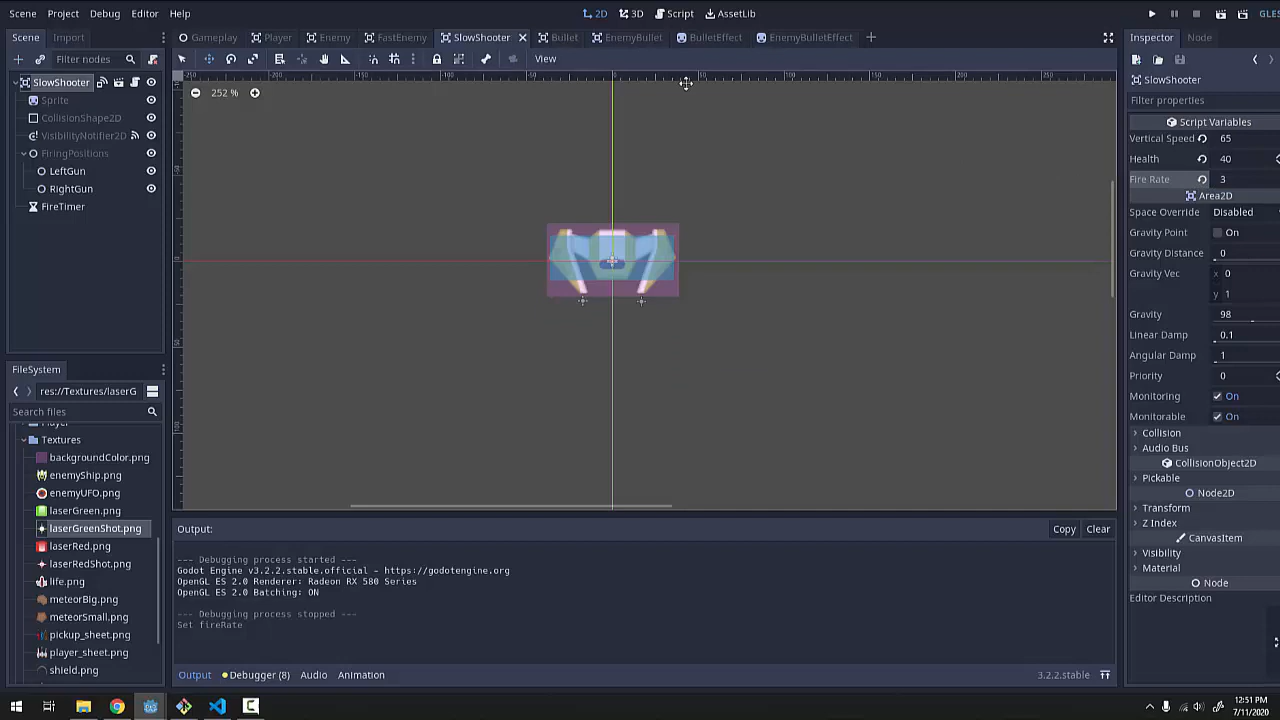 Scene Project Debug Editor Help
2D 3D Script AssetLib
GLES
Scene Import
Gameplay Player Enemy FastEnemy SlowShooter Bullet EnemyBullet BulletEffect EnemyBulletEffect
Inspector Node
Filter nodes
View
SlowShooter
Sprite
CollisionShape2D
VisibilityNotifier2D
FiringPositions
LeftGun
RightGun
FireTimer
252 %
SlowShooter
Filter properties
Script Variables
Vertical Speed 65
Health 40
Fire Rate 3
Area2D
Space Override Disabled
Gravity Point On
Gravity Distance 0
Gravity Vec x 0
y 1
Gravity 98
Linear Damp 0.1
Angular Damp 1
Priority 0
Monitoring On
Monitorable On
Collision
Audio Bus
CollisionObject2D
Pickable
Node2D
Transform
Z Index
CanvasItem
Visibility
Material
Node
Editor Description
FileSystem
res://Textures/laserG
Search files
Textures
backgroundColor.png
enemyShip.png
enemyUFO.png
laserGreen.png
laserGreenShot.png
laserRed.png
laserRedShot.png
life.png
meteorBig.png
meteorSmall.png
pickup_sheet.png
player_sheet.png
shield.png
Output: Copy Clear
--- Debugging process started ---
Godot Engine v3.2.2.stable.official - https://godotengine.org
OpenGL ES 2.0 Renderer: Radeon RX 580 Series
OpenGL ES 2.0 Batching: ON
--- Debugging process stopped ---
Set fireRate
Output Debugger (8) Audio Animation 3.2.2.stable
12:51 PM
7/11/2020